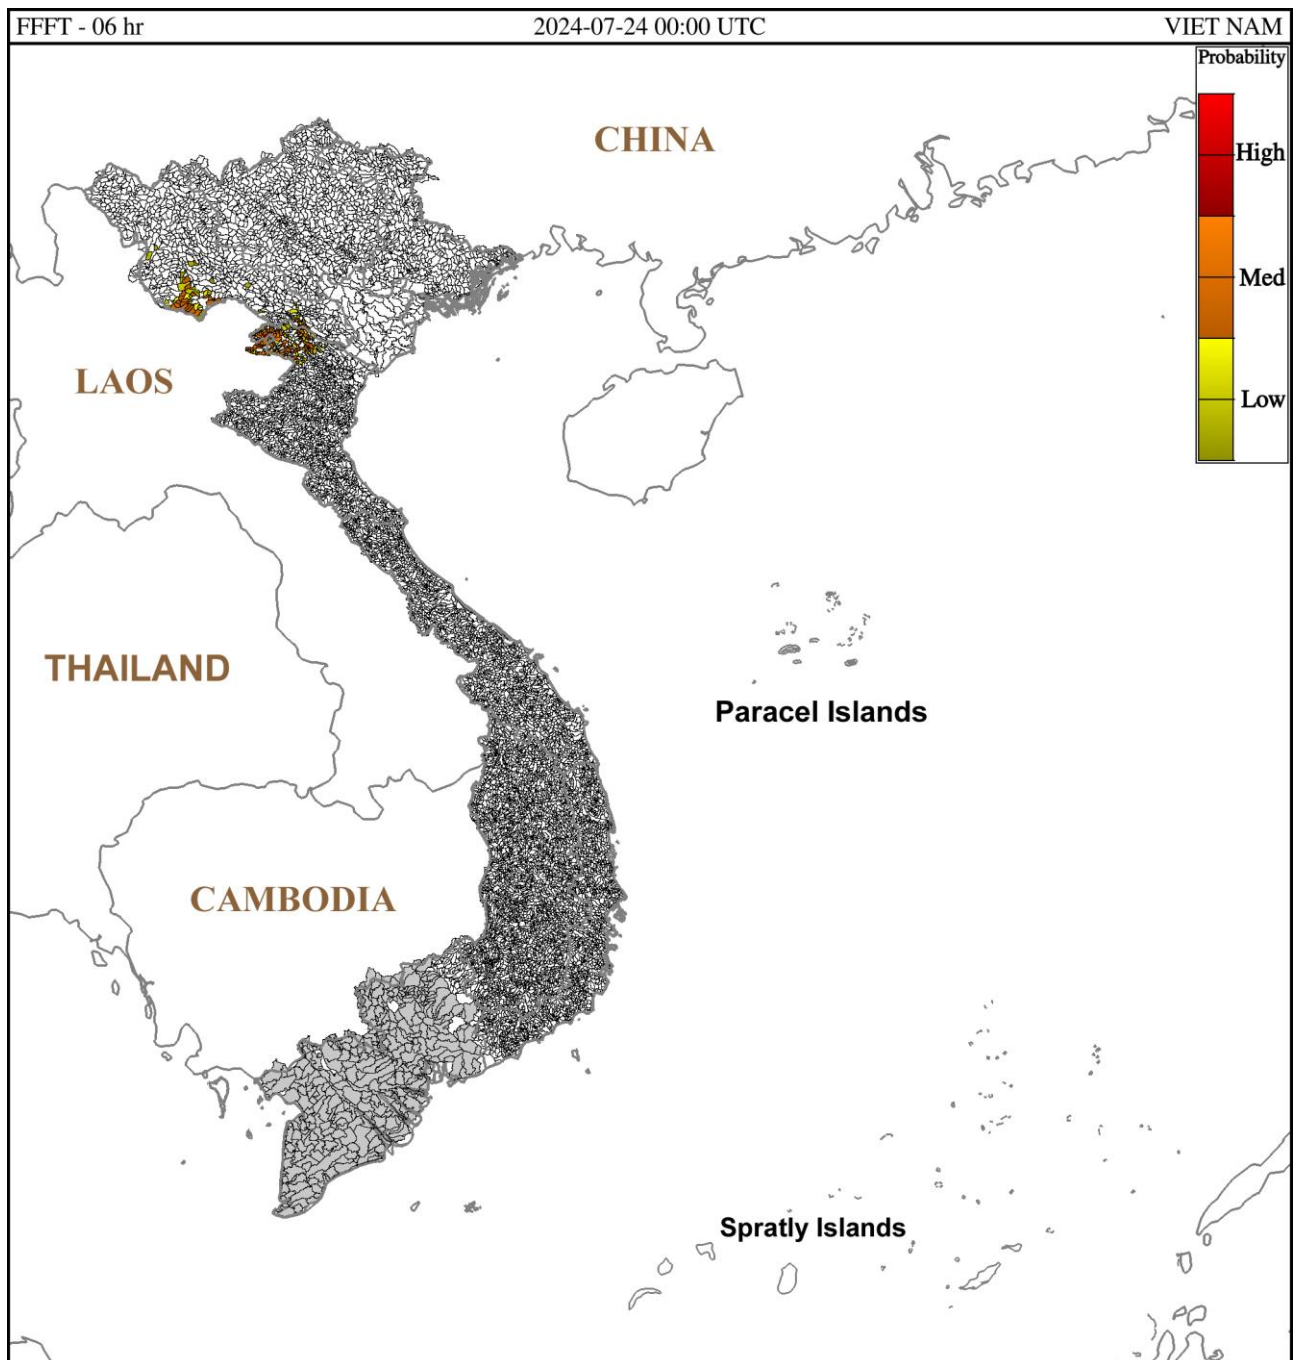 FFFT - 06 hr 2024-07-24 00:00 UTC VIET NAM
Probability
CHINA
High
Med
LAOS
Low
THAILAND
Paracel Islands
CAMBODIA
Spratly Islands